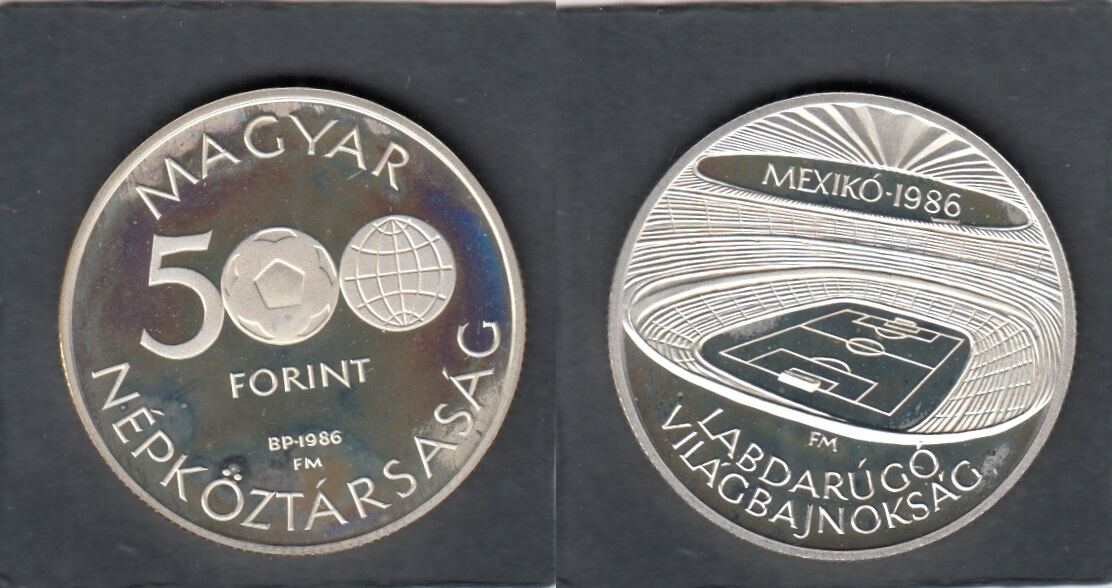 MAGYAR
500
FORINT
BP·1986
FM
NÉPKÖZTÁRSASÁG
MEXIKÓ·1986
FM
LABDARÚGÓ
VILÁGBAJNOKSÁG